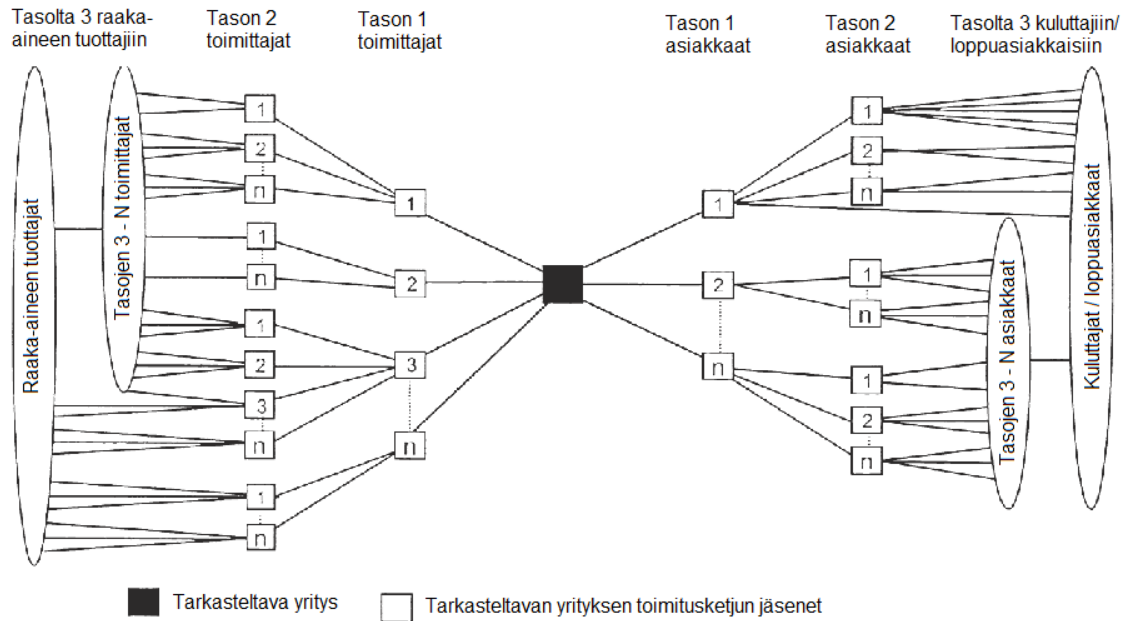 Tasolta 3 raaka-
aineen tuottajiin
Tason 2
toimittajat
Tason 1
toimittajat
Tason 1
asiakkaat
Tason 2
asiakkaat
Tasolta 3 kuluttajiin/
loppuasiakkaisiin
Raaka-aineen tuottajat
Tasojen 3 - N toimittajat
1
2
n
1
n
1
2
3
n
1
n
1
2
3
n
1
2
n
1
2
n
1
n
1
2
n
Tasojen 3 - N asiakkaat
Kuluttajat / loppuasiakkaat
Tarkasteltava yritys
Tarkasteltavan yrityksen toimitusketjun jäsenet